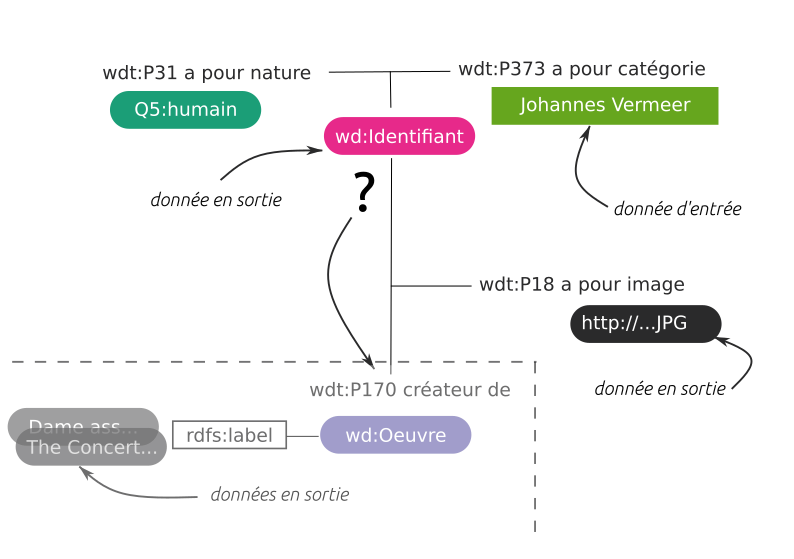 wdt:P31 a pour nature
wdt:P373 a pour catégorie
Q5:humain
Johannes Vermeer
wd:Identifiant
donnée en sortie
?
donnée d'entrée
wdt:P18 a pour image
http://...JPG
wdt:P170 créateur de
donnée en sortie
Dame ass...
The Concert...
rdfs:label
wd:Oeuvre
données en sortie